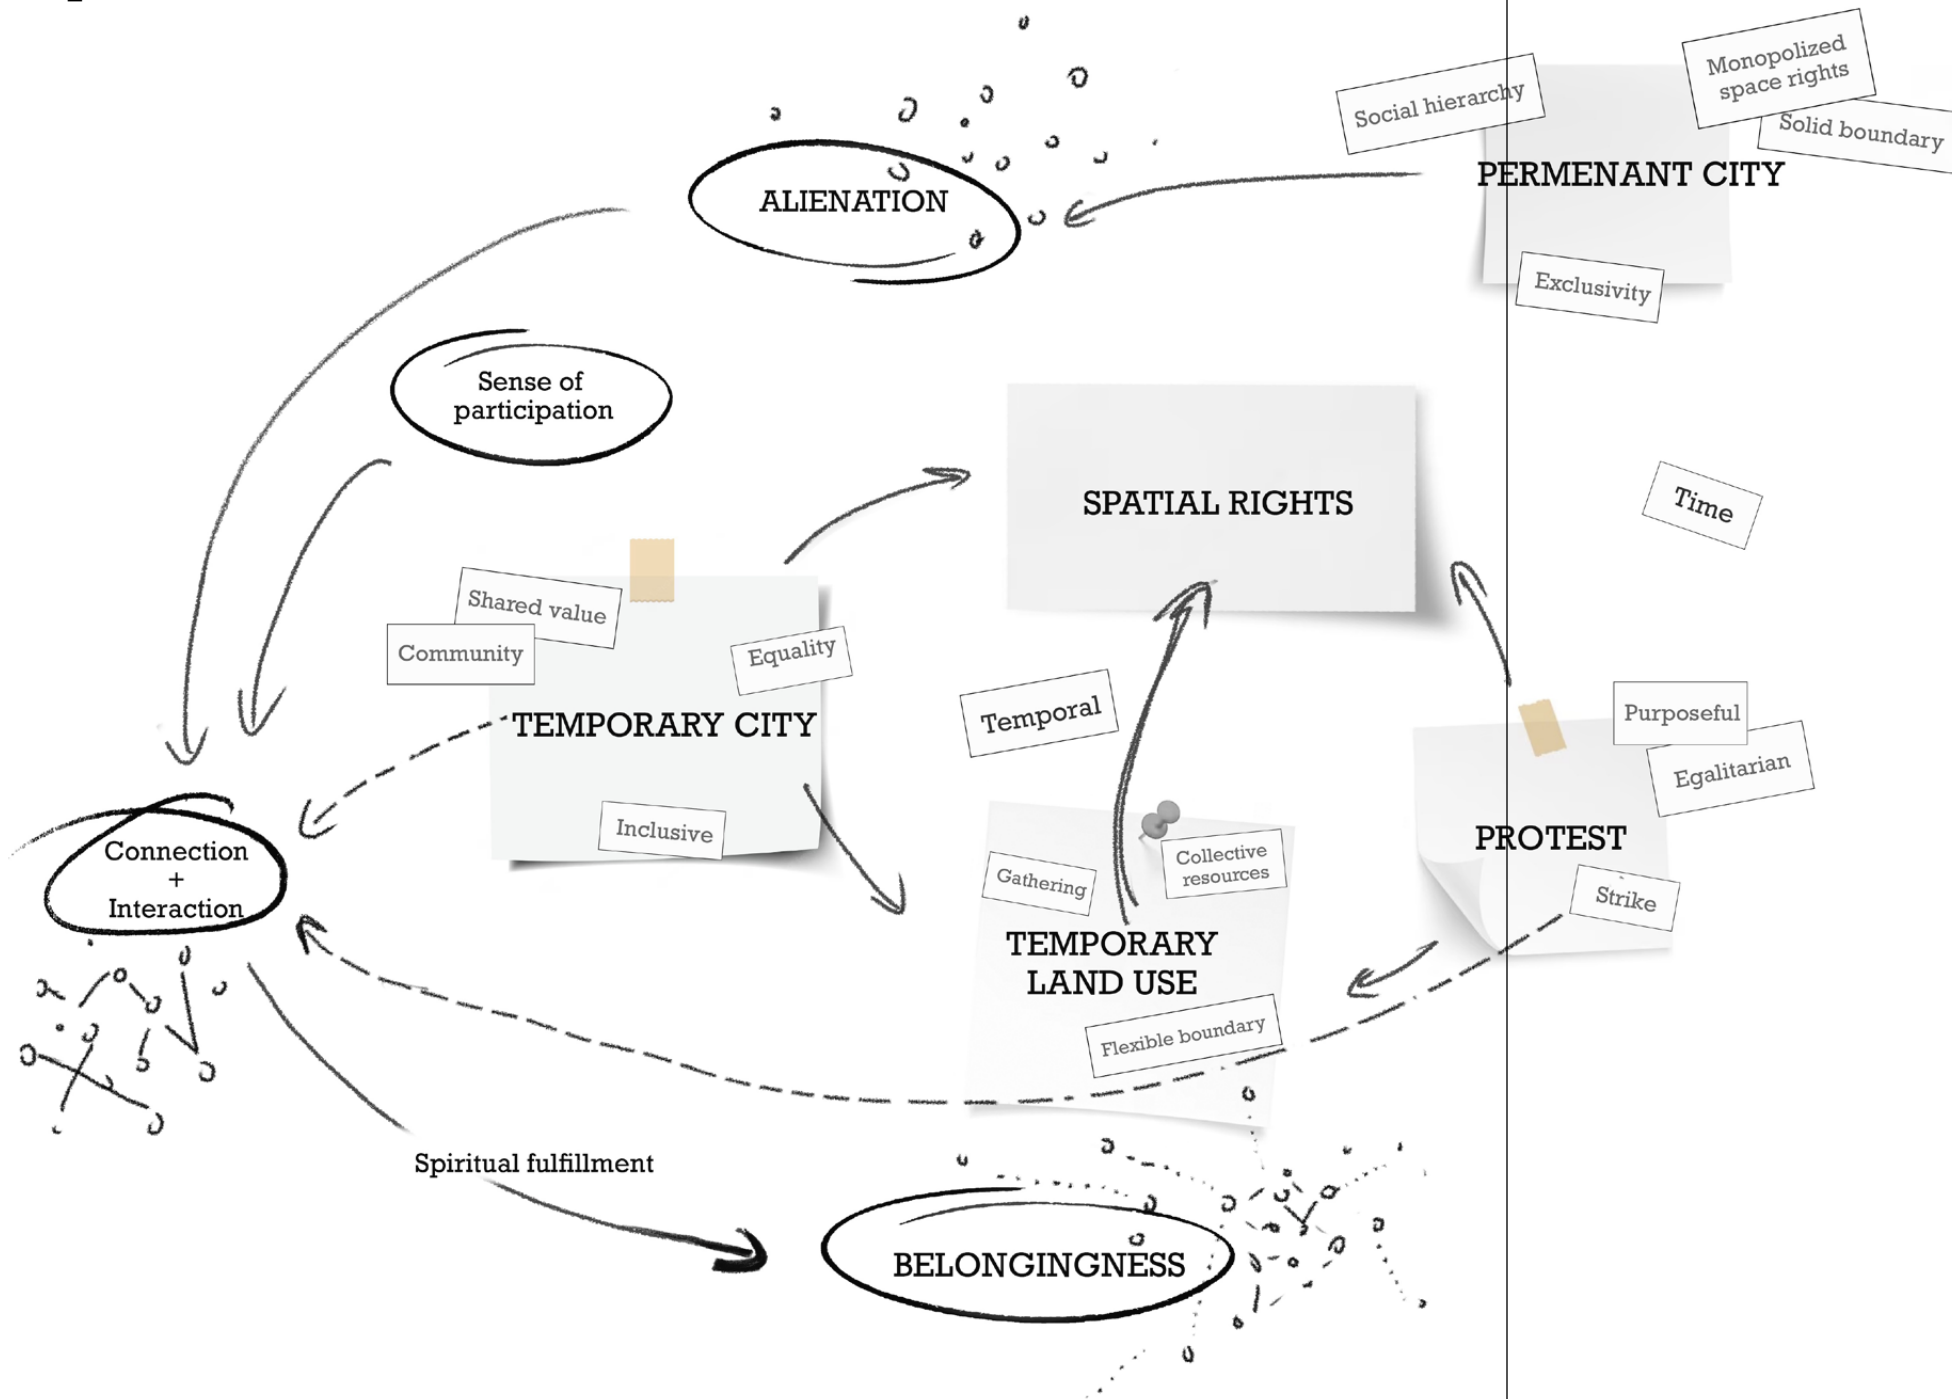 Social hierarchy
Monopolized
space rights
Solid boundary
PERMENANT CITY
Exclusivity
ALIENATION
Sense of
participation
SPATIAL RIGHTS
Time
Shared value
Community
Equality
TEMPORARY CITY
Inclusive
Temporal
Purposeful
Egalitarian
PROTEST
Strike
Connection
+
Interaction
Gathering
Collective
resources
TEMPORARY
LAND USE
Flexible boundary
Spiritual fulfillment
BELONGINGNESS